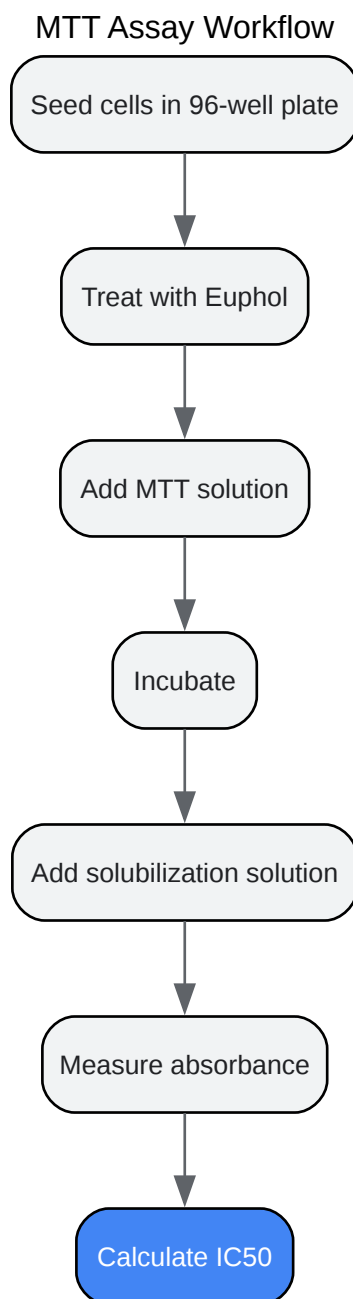 MTT Assay Workflow
Seed cells in 96-well plate
Treat with Euphol
Add MTT solution
Incubate
Add solubilization solution
Measure absorbance
Calculate IC50